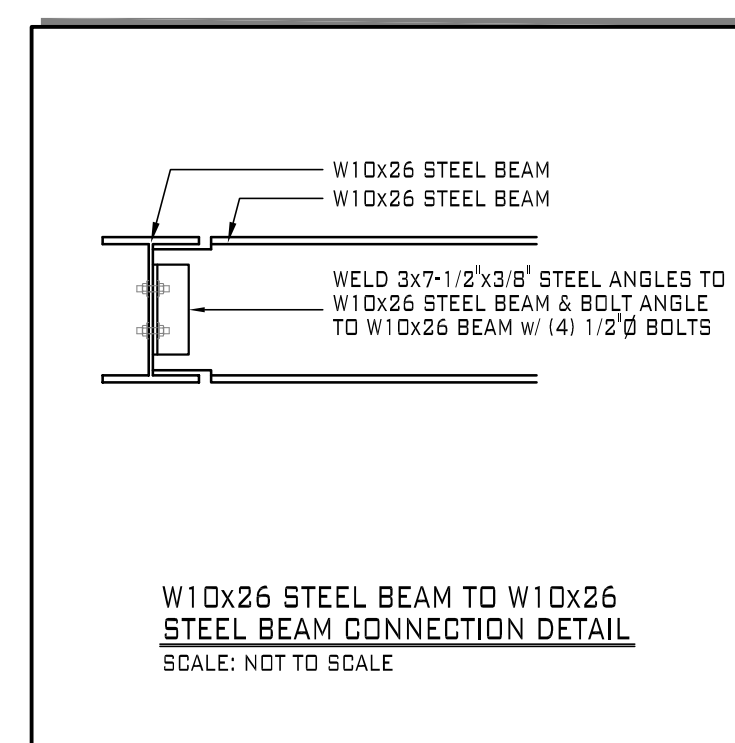 W10x26 STEEL BEAM
W10x26 STEEL BEAM
WELD 3x7-1/2"x3/8" STEEL ANGLES TO
W10x26 STEEL BEAM & BOLT ANGLE
TO W10x26 BEAM w/ (4) 1/2"Ø BOLTS
W10x26 STEEL BEAM TO W10x26
STEEL BEAM CONNECTION DETAIL
SCALE: NOT TO SCALE